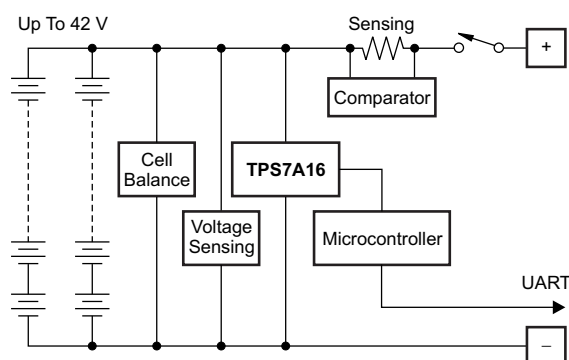 Up To 42 V
Sensing
+
Comparator
Cell
Balance
TPS7A16
Voltage
Sensing
Microcontroller
UART
–